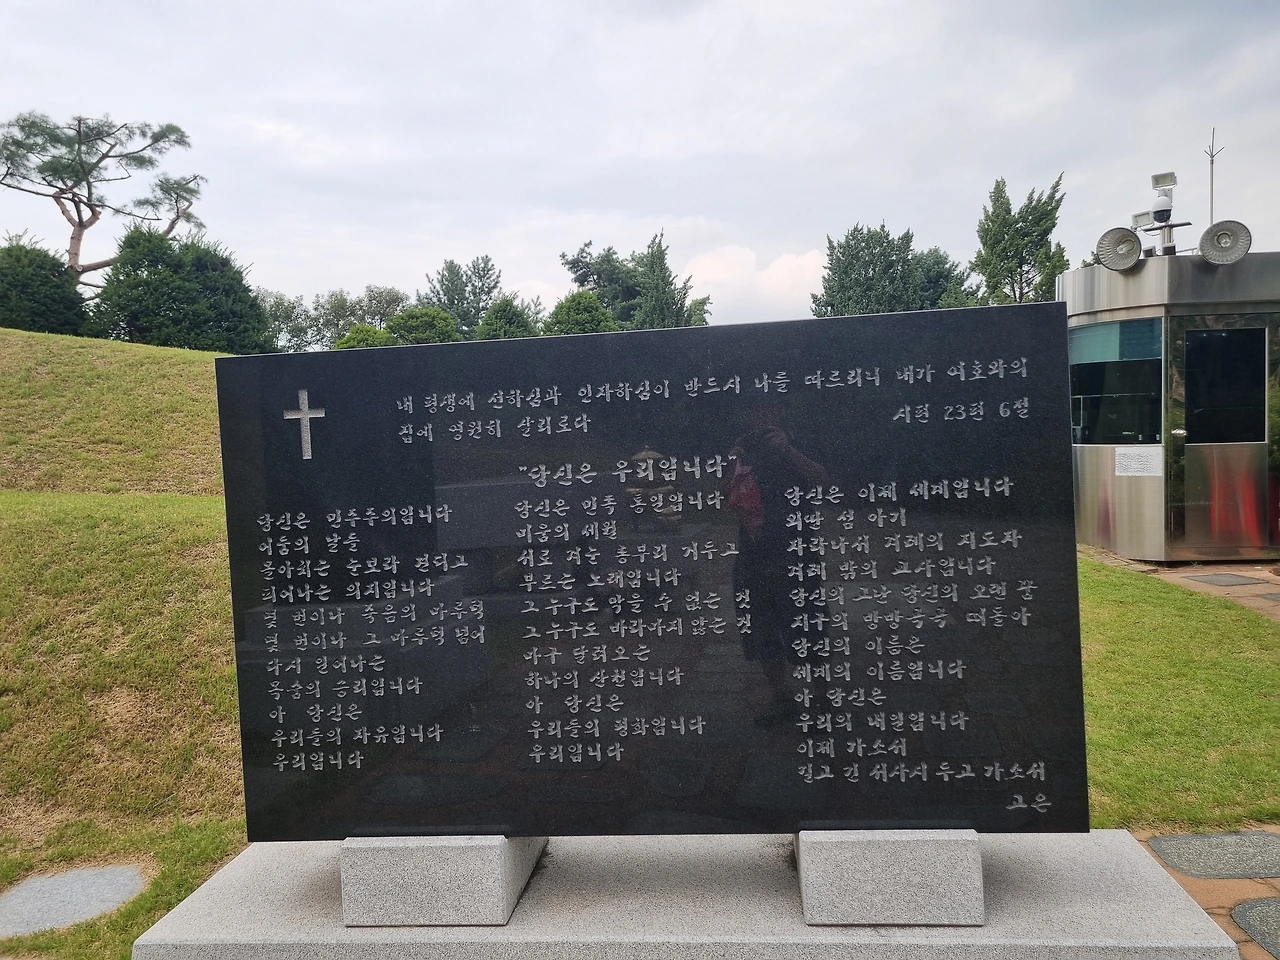 내 평생에 선하심과 인자하심이 반드시 나를 따르리니 내가 여호와의
집에 영원히 살리로다
시편 23편 6절
"당신은 우리입니다"
당신은 민주주의입니다
어둠의 날들
몰아치는 눈보라 견디고
피어나는 의지입니다
몇 번이나 죽음의 마루턱
몇 번이나 그 마루턱 넘어
다시 일어나는
목숨의 승리입니다
아 당신은
우리들의 자유입니다
우리입니다
당신은 민족 통일입니다
미움의 세월
서로 겨눈 총부리 거두고
부르는 노래입니다
그누구도 막을 수 없는 것
그누구도 바라마지 않는 것
마구 달려오는
하나의 산천입니다
아 당신은
우리들의 평화입니다
우리입니다
당신은 이제 세계입니다
외딴 섬 아기
자라나서 겨레의 지도자
겨레 밖의 교사입니다
당신의 고난 당신의 오랜 꿈
지구의 방방곡곡 떠돌아
당신의 이름은
세계의 이름입니다
아 당신은
우리의 내일입니다
이제 가소서
길고 긴 서사시 두고 가소서
고은